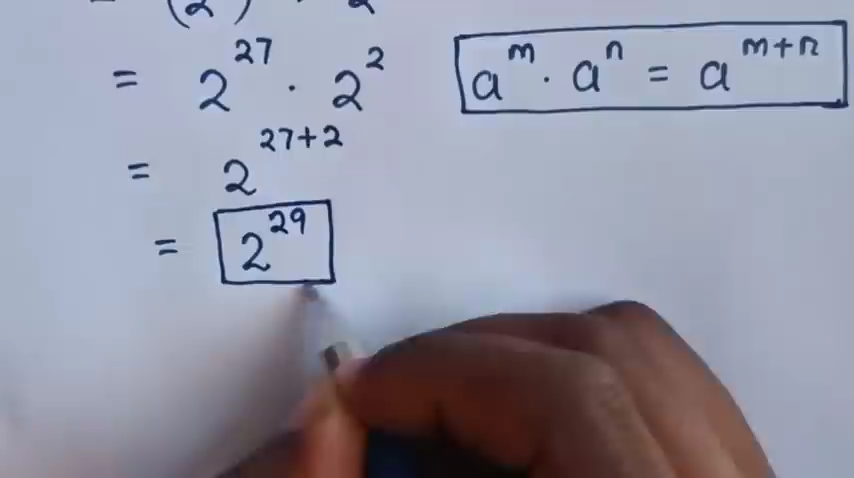 = 2^27 · 2^2
a^m · a^n = a^(m+n)
= 2^(27+2)
= 2^29